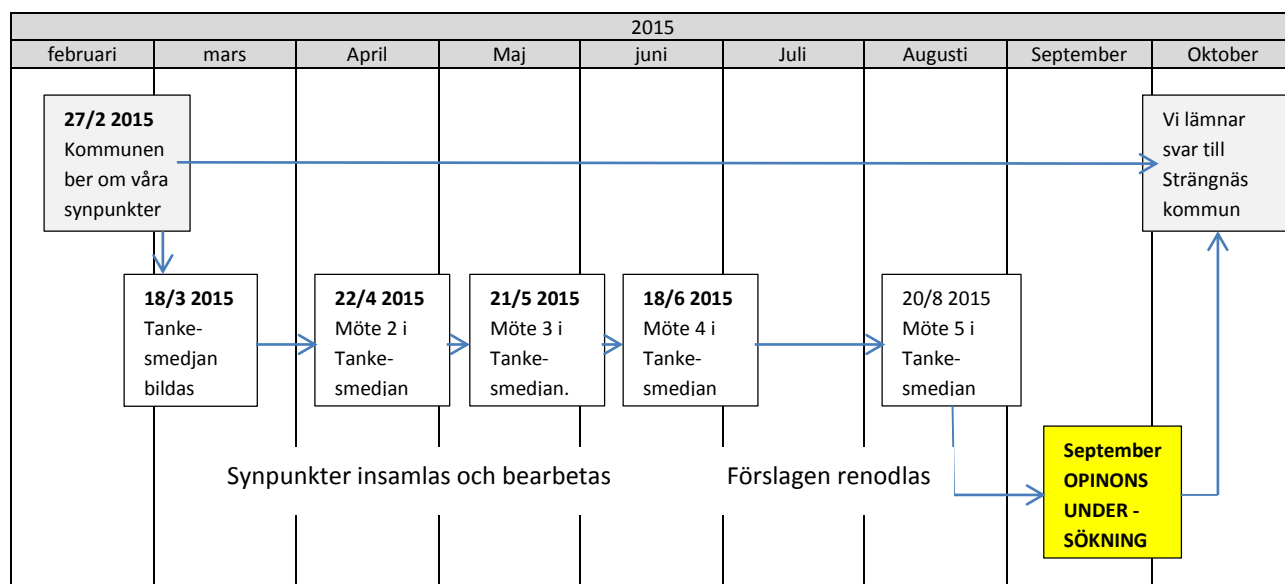 2015
februari mars April Maj juni Juli Augusti September Oktober
27/2 2015
Kommunen
ber om våra
synpunkter
Vi lämnar
svar till
Strängnäs
kommun
18/3 2015
Tanke-
smedjan
bildas
22/4 2015
Möte 2 i
Tanke-
smedjan
21/5 2015
Möte 3 i
Tanke-
smedjan.
18/6 2015
Möte 4 i
Tanke-
smedjan
20/8 2015
Möte 5 i
Tanke-
smedjan
Synpunkter insamlas och bearbetas
Förslagen renodlas
September
OPINONS
UNDER -
SÖKNING